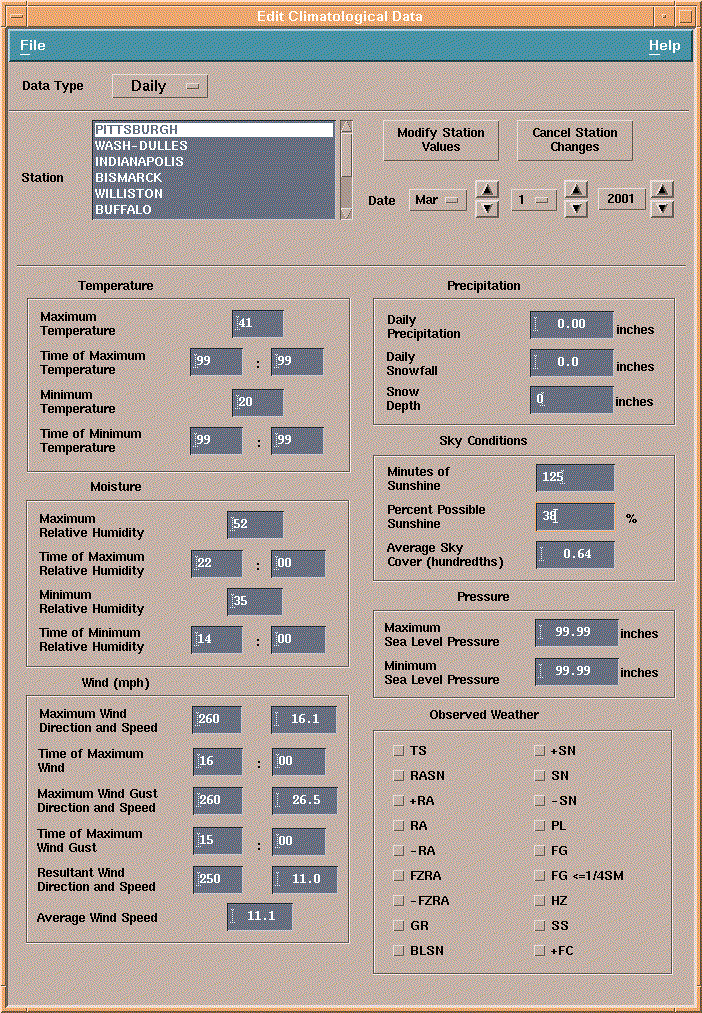 Edit Climatological Data
File Help
Data Type Daily
Station
PITTSBURGH
WASH-DULLES
INDIANAPOLIS
BISMARCK
WILLISTON
BUFFALO
Modify Station
Values
Cancel Station
Changes
Date Mar 1 2001
Temperature
Maximum
Temperature 41
Time of Maximum
Temperature 99 : 99
Minimum
Temperature 20
Time of Minimum
Temperature 99 : 99
Moisture
Maximum
Relative Humidity 52
Time of Maximum
Relative Humidity 22 : 00
Minimum
Relative Humidity 35
Time of Minimum
Relative Humidity 14 : 00
Wind (mph)
Maximum Wind
Direction and Speed 260 16.1
Time of Maximum
Wind 16 : 00
Maximum Wind Gust
Direction and Speed 260 26.5
Time of Maximum
Wind Gust 15 : 00
Resultant Wind
Direction and Speed 250 11.0
Average Wind Speed 11.1
Precipitation
Daily
Precipitation 0.00 inches
Daily
Snowfall 0.0 inches
Snow
Depth 0 inches
Sky Conditions
Minutes of
Sunshine 125
Percent Possible
Sunshine 38 %
Average Sky
Cover (hundredths) 0.64
Pressure
Maximum
Sea Level Pressure 99.99 inches
Minimum
Sea Level Pressure 99.99 inches
Observed Weather
TS +SN
RASN SN
+RA -SN
RA PL
-RA FG
FZRA FG <=1/4SM
-FZRA HZ
GR SS
BLSN +FC